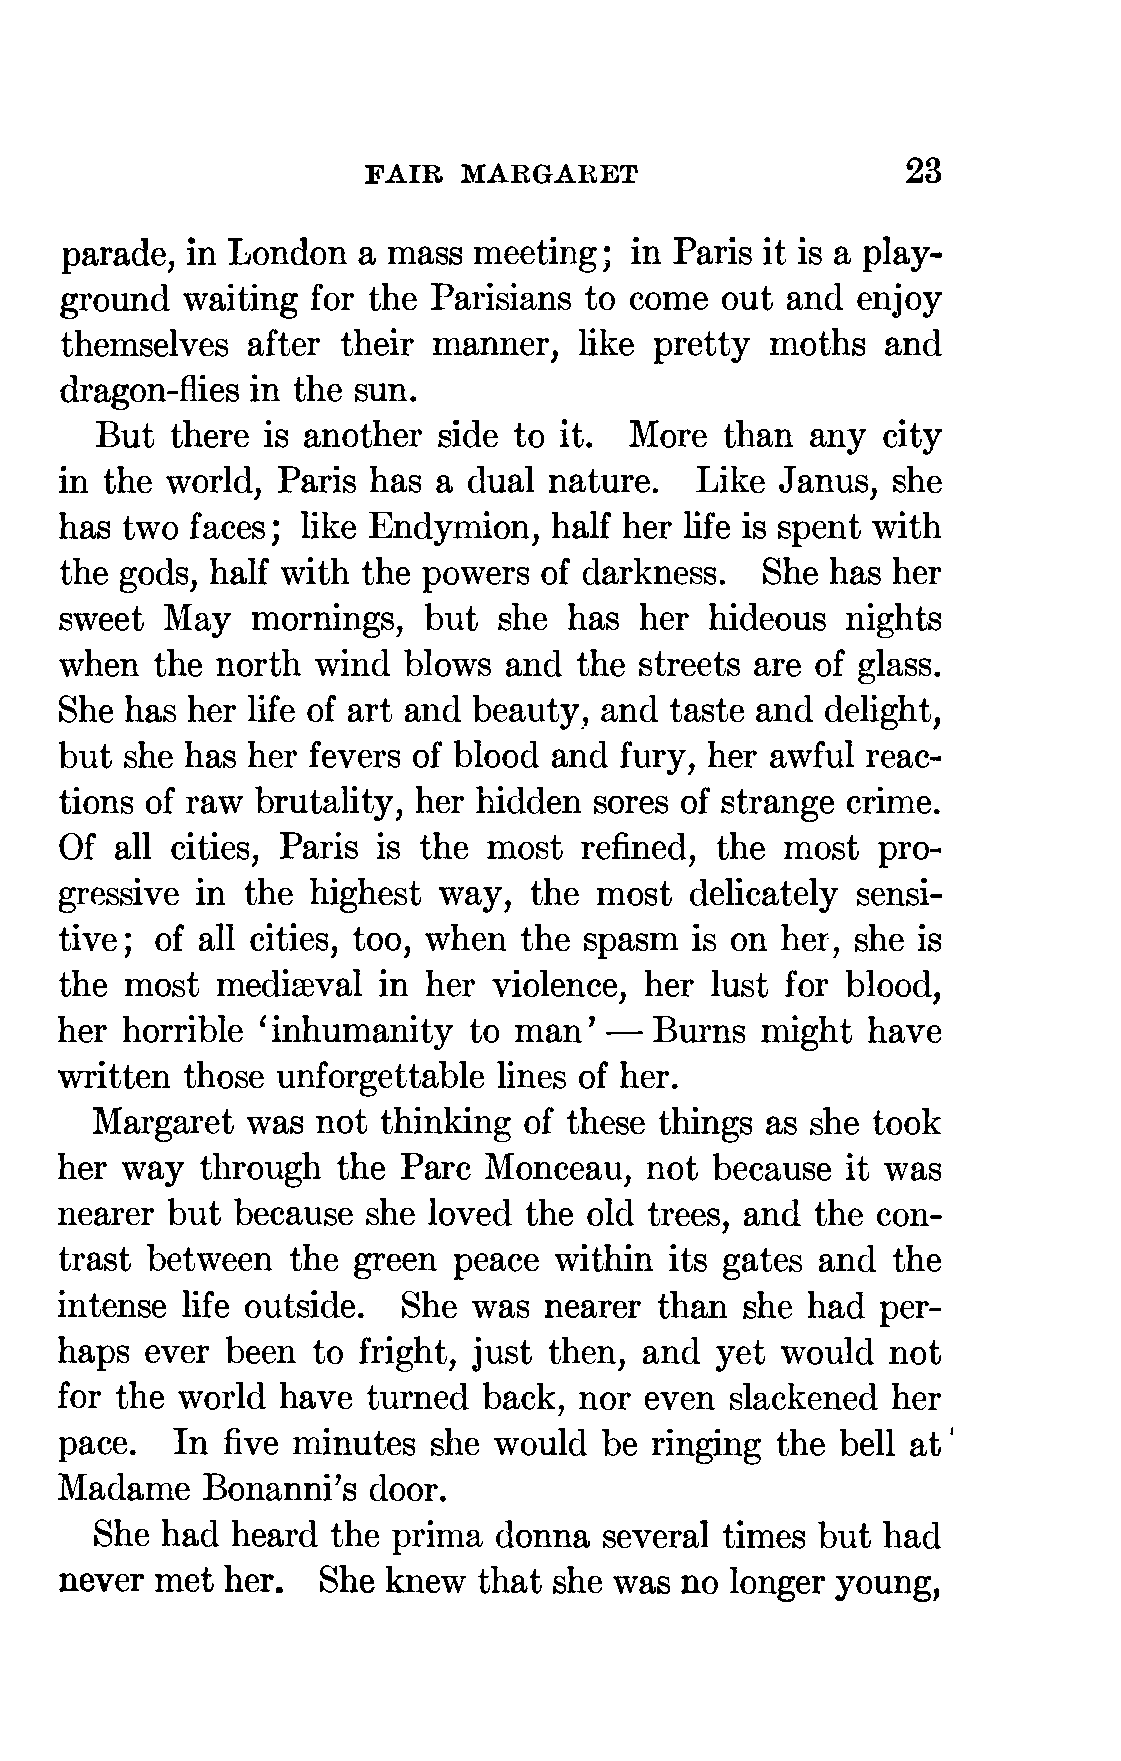 FAIR MARGARET 23
parade, in London a mass meeting; in Paris it is a play-
ground waiting for the Parisians to come out and enjoy
themselves after their manner, like pretty moths and
dragon-flies in the sun.
But there is another side to it. More than any city
in the world, Paris has a dual nature. Like Janus, she
has two faces; like Endymion, half her life is spent with
the gods, half with the powers of darkness. She has her
sweet May mornings, but she has her hideous nights
when the north wind blows and the streets are of glass.
She has her life of art and beauty, and taste and delight,
but she has her fevers of blood and fury, her awful reac-
tions of raw brutality, her hidden sores of strange crime.
Of all cities, Paris is the most refined, the most pro-
gressive in the highest way, the most delicately sensi-
tive; of all cities, too, when the spasm is on her, she is
the most mediæval in her violence, her lust for blood,
her horrible ‘inhumanity to man’ — Burns might have
written those unforgettable lines of her.
Margaret was not thinking of these things as she took
her way through the Parc Monceau, not because it was
nearer but because she loved the old trees, and the con-
trast between the green peace within its gates and the
intense life outside. She was nearer than she had per-
haps ever been to fright, just then, and yet would not
for the world have turned back, nor even slackened her
pace. In five minutes she would be ringing the bell at
Madame Bonanni’s door.
She had heard the prima donna several times but had
never met her. She knew that she was no longer young,